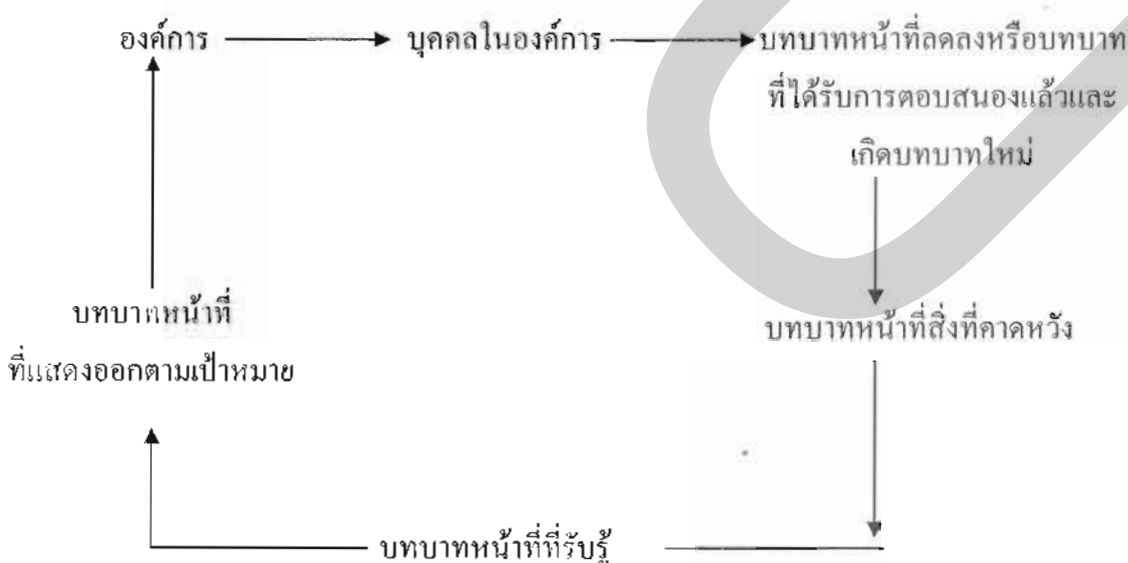 องค์การ บุคคลในองค์การ บทบาทหน้าที่ลดลงหรือบทบาท
ที่ได้รับการตอบสนองแล้วและ
เกิดบทบาทใหม่
บทบาทหน้าที่สิ่งที่คาดหวัง
บทบาทหน้าที่ที่รับรู้
บทบาทหน้าที่
ที่แสดงออกตามเป้าหมาย